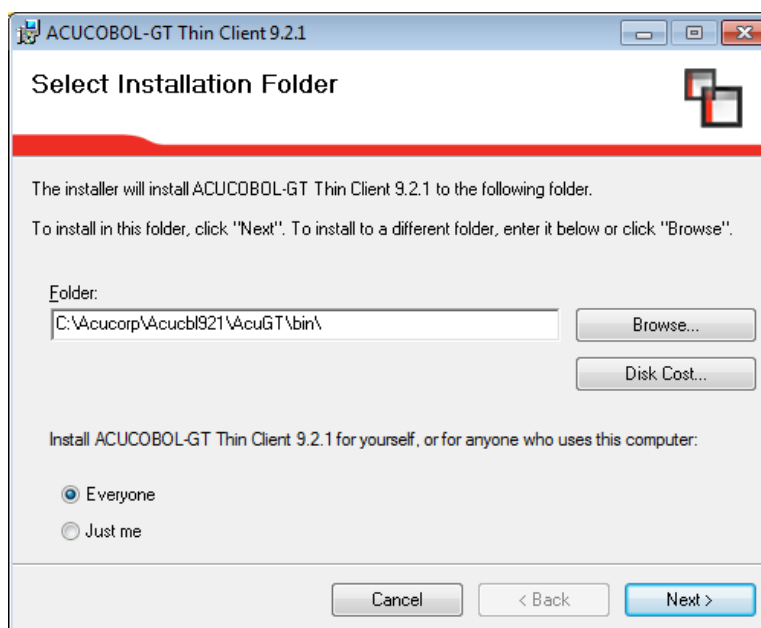 ACUCOBOL-GT Thin Client 9.2.1
Select Installation Folder
The installer will install ACUCOBOL-GT Thin Client 9.2.1 to the following folder.
To install in this folder, click "Next". To install to a different folder, enter it below or click "Browse".
Folder:
C:\Acucorp\Acucbl921\AcuGT\bin\
Browse...
Disk Cost...
Install ACUCOBOL-GT Thin Client 9.2.1 for yourself, or for anyone who uses this computer:
Everyone
Just me
Cancel
< Back
Next >